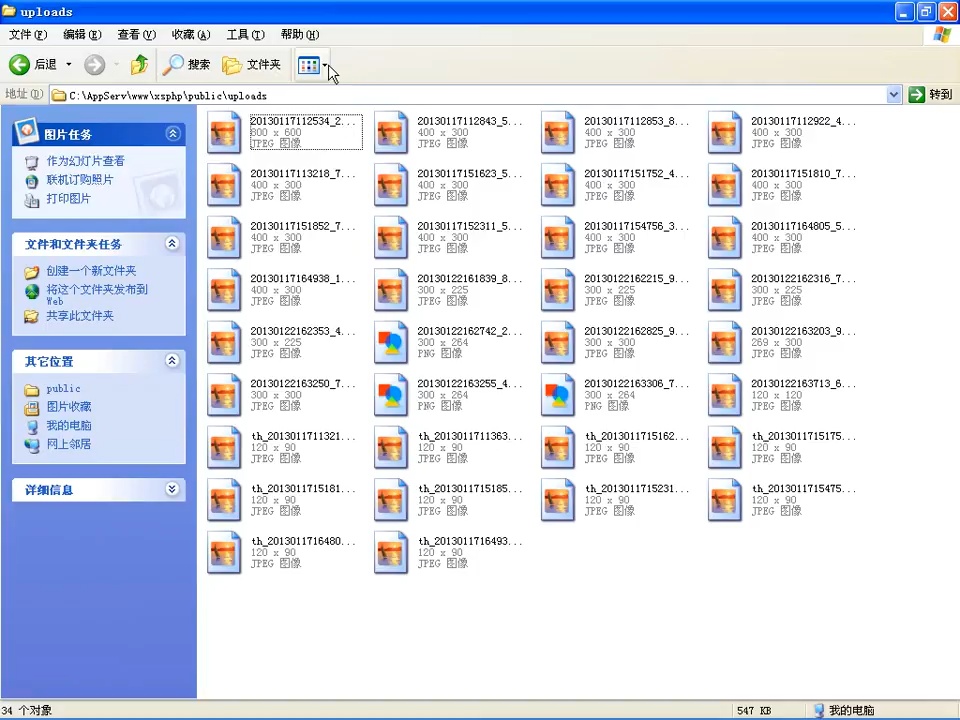 uploads
文件(F) 编辑(E) 查看(V) 收藏(A) 工具(T) 帮助(H)
后退 搜索 文件夹
地址(D) C:\AppServ\www\xsphp\public\uploads 转到
图片任务
作为幻灯片查看
联机订购照片
打印图片
文件和文件夹任务
创建一个新文件夹
将这个文件夹发布到
Web
共享此文件夹
其它位置
public
图片收藏
我的电脑
网上邻居
详细信息
20130117112534_2... 20130117112843_5... 20130117112853_8... 20130117112922_4...
800 x 600 400 x 300 400 x 300 400 x 300
JPEG 图像 JPEG 图像 JPEG 图像 JPEG 图像
20130117113218_7... 20130117151623_5... 20130117151752_4... 20130117151810_7...
400 x 300 400 x 300 400 x 300 400 x 300
JPEG 图像 JPEG 图像 JPEG 图像 JPEG 图像
20130117151852_7... 20130117152311_5... 20130117154756_3... 20130117164805_5...
400 x 300 400 x 300 400 x 300 400 x 300
JPEG 图像 JPEG 图像 JPEG 图像 JPEG 图像
20130117164938_1... 20130122161839_8... 20130122162215_9... 20130122162316_7...
400 x 300 300 x 225 300 x 225 300 x 225
JPEG 图像 JPEG 图像 JPEG 图像 JPEG 图像
20130122162353_4... 20130122162742_2... 20130122162825_9... 20130122163203_9...
300 x 225 300 x 264 300 x 300 269 x 300
JPEG 图像 PNG 图像 JPEG 图像 JPEG 图像
20130122163250_7... 20130122163255_4... 20130122163306_7... 20130122163713_6...
300 x 300 300 x 264 300 x 264 120 x 120
JPEG 图像 PNG 图像 PNG 图像 JPEG 图像
th_2013011711321... th_2013011711363... th_2013011715162... th_2013011715175...
120 x 90 120 x 90 120 x 90 120 x 90
JPEG 图像 JPEG 图像 JPEG 图像 JPEG 图像
th_2013011715181... th_2013011715185... th_2013011715231... th_2013011715475...
120 x 90 120 x 90 120 x 90 120 x 90
JPEG 图像 JPEG 图像 JPEG 图像 JPEG 图像
th_2013011716480... th_2013011716493...
120 x 90 120 x 90
JPEG 图像 JPEG 图像
34 个对象 547 KB 我的电脑